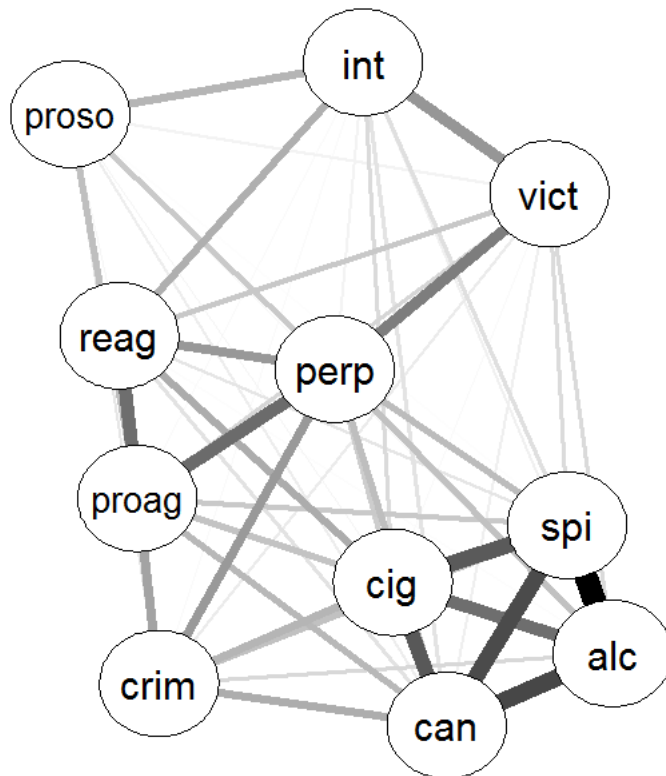 int
proso
vict
reag
perp
proag
spi
cig
alc
crim
can